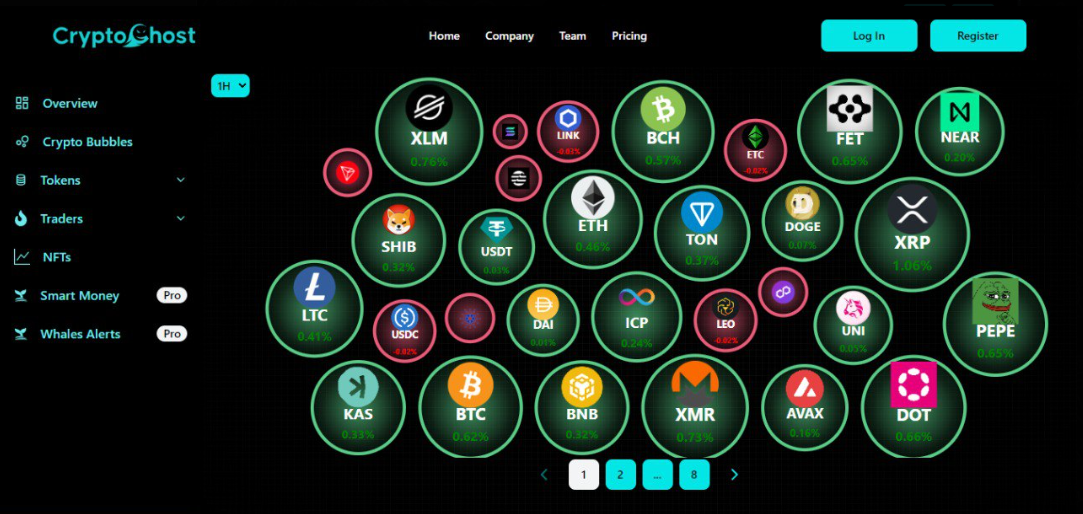 CryptoGhost
Home
Company
Team
Pricing
Log In
Register
Overview
Crypto Bubbles
Tokens
Traders
NFTs
Smart Money
Pro
Whales Alerts
Pro
1H
XLM
0.76%
LINK
-0.03%
BCH
0.57%
ETC
-0.02%
FET
0.65%
NEAR
0.20%
SHIB
0.32%
USDT
0.03%
ETH
0.46%
TON
0.37%
DOGE
0.07%
XRP
1.06%
LTC
0.41%
USDC
-0.02%
DAI
0.01%
ICP
0.24%
LEO
-0.02%
UNI
0.05%
PEPE
0.65%
KAS
0.33%
BTC
0.62%
BNB
0.32%
XMR
0.73%
AVAX
0.16%
DOT
0.66%
1
2
...
8